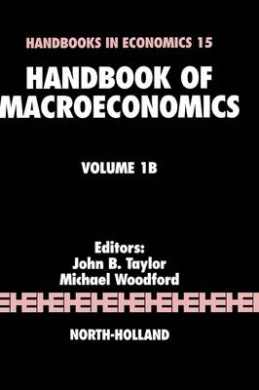 HANDBOOKS IN ECONOMICS 15
HANDBOOK OF
MACROECONOMICS
VOLUME 1B
Editors:
John B. Taylor
Michael Woodford
NORTH-HOLLAND